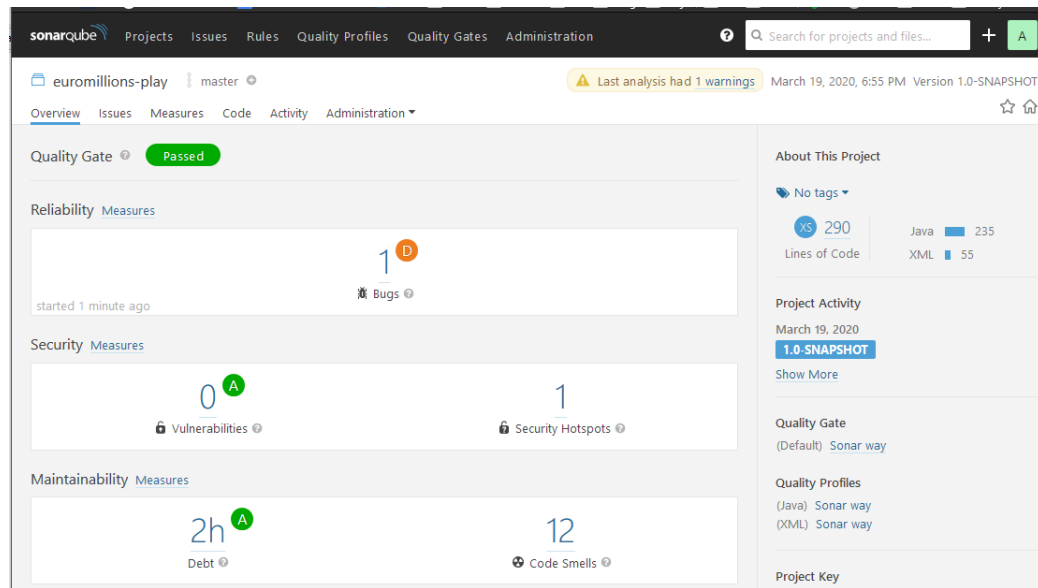 sonarqube Projects Issues Rules Quality Profiles Quality Gates Administration Search for projects and files... A
euromillions-play master Last analysis had 1 warnings March 19, 2020, 6:55 PM Version 1.0-SNAPSHOT
Overview Issues Measures Code Activity Administration
Quality Gate Passed
Reliability Measures
1 D
Bugs
started 1 minute ago
Security Measures
0 A
Vulnerabilities
1
Security Hotspots
Maintainability Measures
2h A
Debt
12
Code Smells
About This Project
No tags
XS 290
Lines of Code
Java 235
XML 55
Project Activity
March 19, 2020
1.0-SNAPSHOT
Show More
Quality Gate
(Default) Sonar way
Quality Profiles
(Java) Sonar way
(XML) Sonar way
Project Key